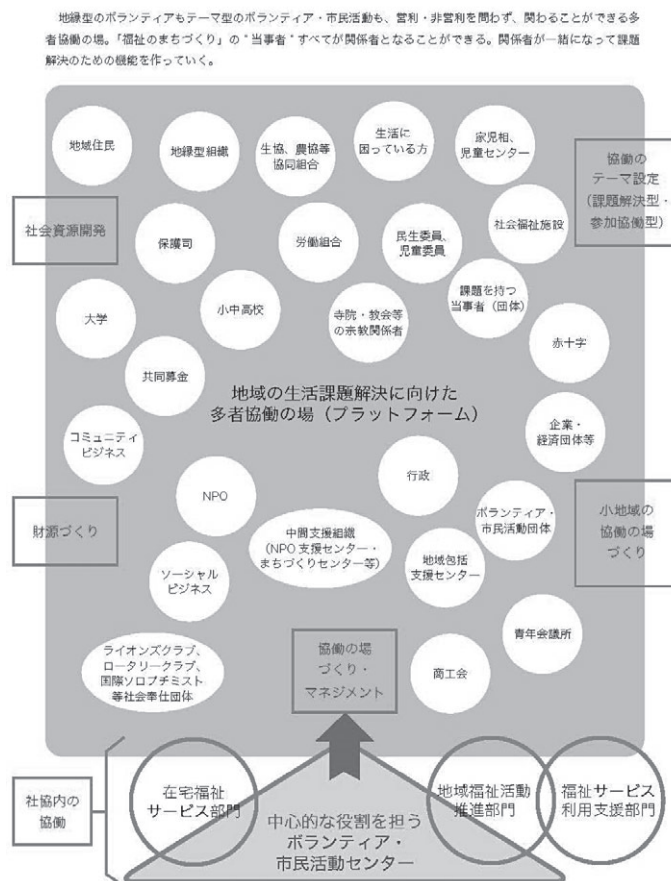 地縁型のボランティアもテーマ型のボランティア・市民活動も、営利・非営利を問わず、関わることができる多
者協働の場。「福祉のまちづくり」の“当事者”すべてが関係者となることができる。関係者が一緒になって課題
解決のための機能を作っていく。
地域住民
地縁型組織
生協、農協等
協同組合
生活に
困っている方
家児相、
児童センター
協働の
テーマ設定
(課題解決型・
参加協働型)
社会資源開発
保護司
労働組合
民生委員、
児童委員
社会福祉施設
大学
小中高校
寺院・教会等
の宗教関係者
課題を持つ
当事者(団体)
赤十字
共同募金
地域の生活課題解決に向けた
多者協働の場(プラットフォーム)
コミュニティ
ビジネス
企業・
経済団体等
NPO
行政
財源づくり
中間支援組織
(NPO支援センター・
まちづくりセンター等)
ボランティア・
市民活動団体
小地域の
協働の場
づくり
ソーシャル
ビジネス
地域包括
支援センター
ライオンズクラブ、
ロータリークラブ、
国際ソロプチミスト
等社会奉仕団体
協働の場
づくり・
マネジメント
商工会
青年会議所
社協内の
協働
在宅福祉
サービス部門
中心的な役割を担う
ボランティア・
市民活動センター
地域福祉活動
推進部門
福祉サービス
利用支援部門